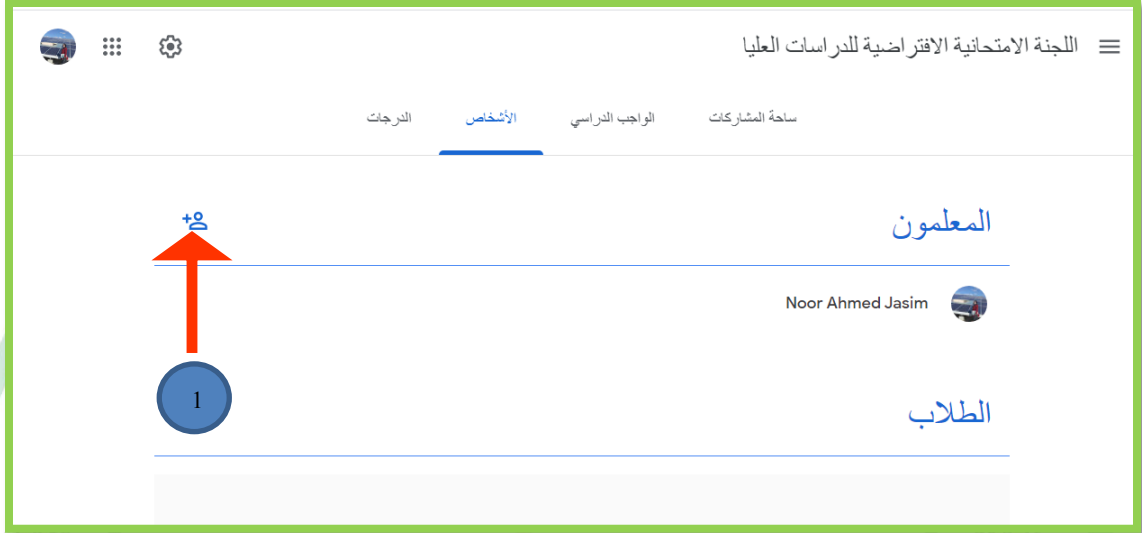 اللجنة الامتحانية الافتراضية للدراسات العليا
ساحة المشاركات الواجب الدراسي الأشخاص الدرجات
المعلمون
Noor Ahmed Jasim
1
الطلاب